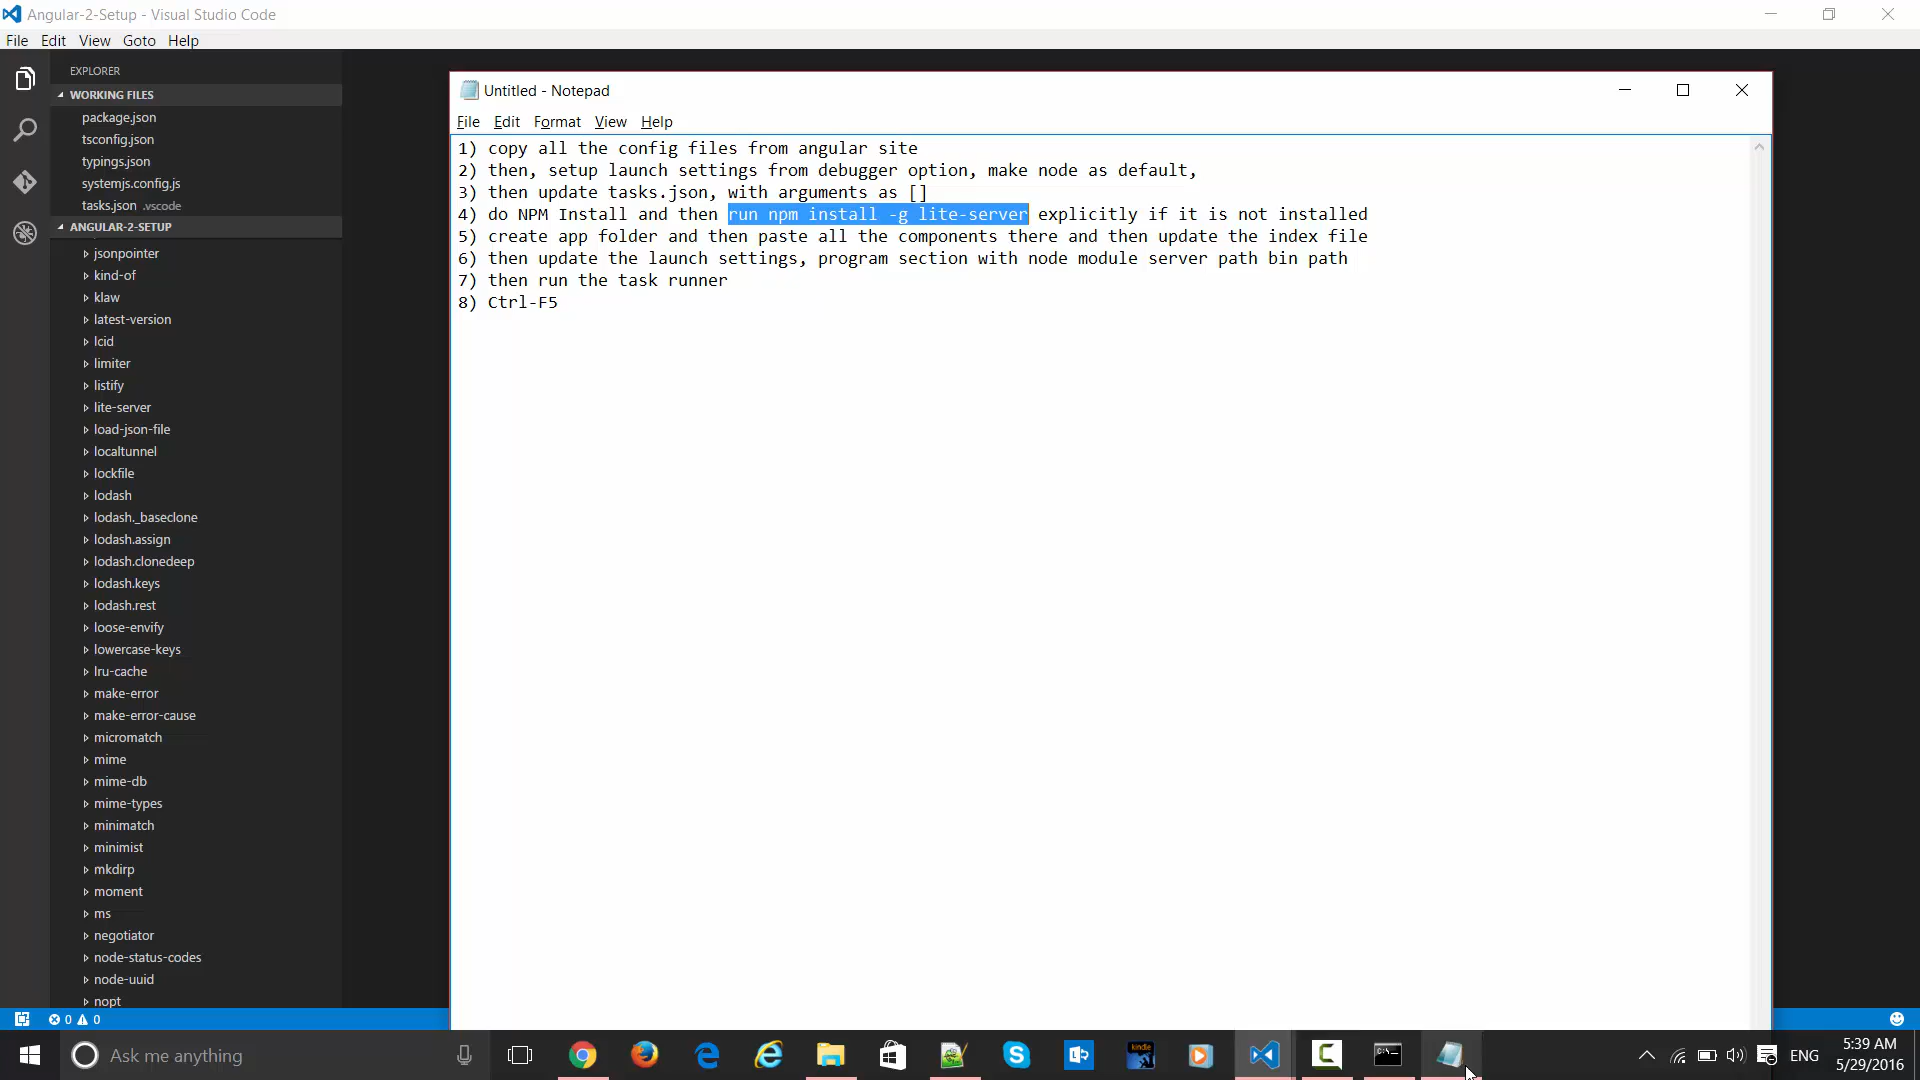 Angular-2-Setup - Visual Studio Code
File Edit View Goto Help
EXPLORER
WORKING FILES
package.json
tsconfig.json
typings.json
systemjs.config.js
tasks.json .vscode
ANGULAR-2-SETUP
jsonpointer
kind-of
klaw
latest-version
lcid
limiter
listify
lite-server
load-json-file
localtunnel
lockfile
lodash
lodash._baseclone
lodash.assign
lodash.clonedeep
lodash.keys
lodash.rest
loose-envify
lowercase-keys
lru-cache
make-error
make-error-cause
micromatch
mime
mime-db
mime-types
minimatch
minimist
mkdirp
moment
ms
negotiator
node-status-codes
node-uuid
nopt
0 0
Untitled - Notepad
File Edit Format View Help
1) copy all the config files from angular site
2) then, setup launch settings from debugger option, make node as default,
3) then update tasks.json, with arguments as []
4) do NPM Install and then run npm install -g lite-server explicitly if it is not installed
5) create app folder and then paste all the components there and then update the index file
6) then update the launch settings, program section with node module server path bin path
7) then run the task runner
8) Ctrl-F5
Ask me anything
kindle
ENG
5:39 AM
5/29/2016